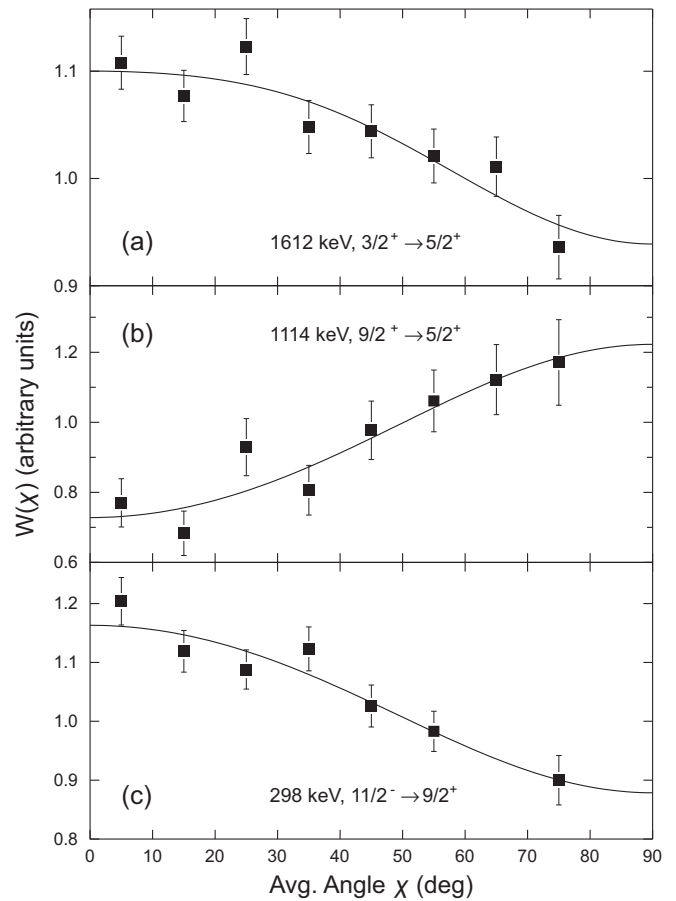 1.1
1.0
0.9
(a)
1612 keV, 3/2⁺ →5/2⁺
W(χ) (arbitrary units)
(b)
1114 keV, 9/2 ⁺ →5/2⁺
1.2
1.0
0.8
0.6
1.2
1.1
1.0
0.9
0.8
(c)
298 keV, 11/2⁻ →9/2⁺
0 10 20 30 40 50 60 70 80 90
Avg. Angle χ (deg)